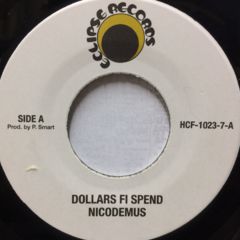 ECLIPSE RECORDS
SIDE A
Prod. by P. Smart
HCF-1023-7-A
DOLLARS FI SPEND
NICODEMUS